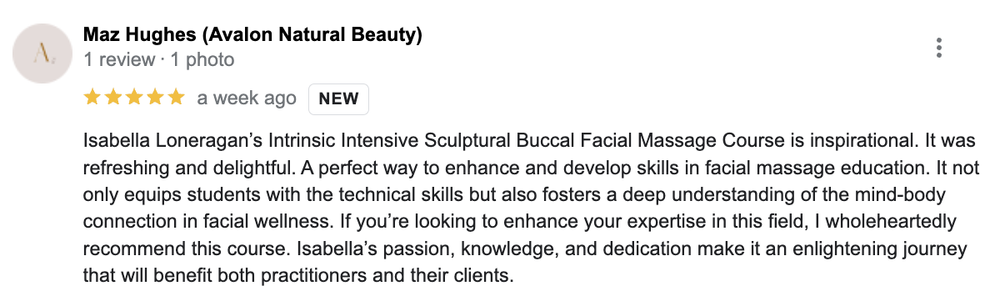 Maz Hughes (Avalon Natural Beauty)
1 review · 1 photo
a week ago NEW
Isabella Loneragan’s Intrinsic Intensive Sculptural Buccal Facial Massage Course is inspirational. It was
refreshing and delightful. A perfect way to enhance and develop skills in facial massage education. It not
only equips students with the technical skills but also fosters a deep understanding of the mind-body
connection in facial wellness. If you’re looking to enhance your expertise in this field, I wholeheartedly
recommend this course. Isabella’s passion, knowledge, and dedication make it an enlightening journey
that will benefit both practitioners and their clients.